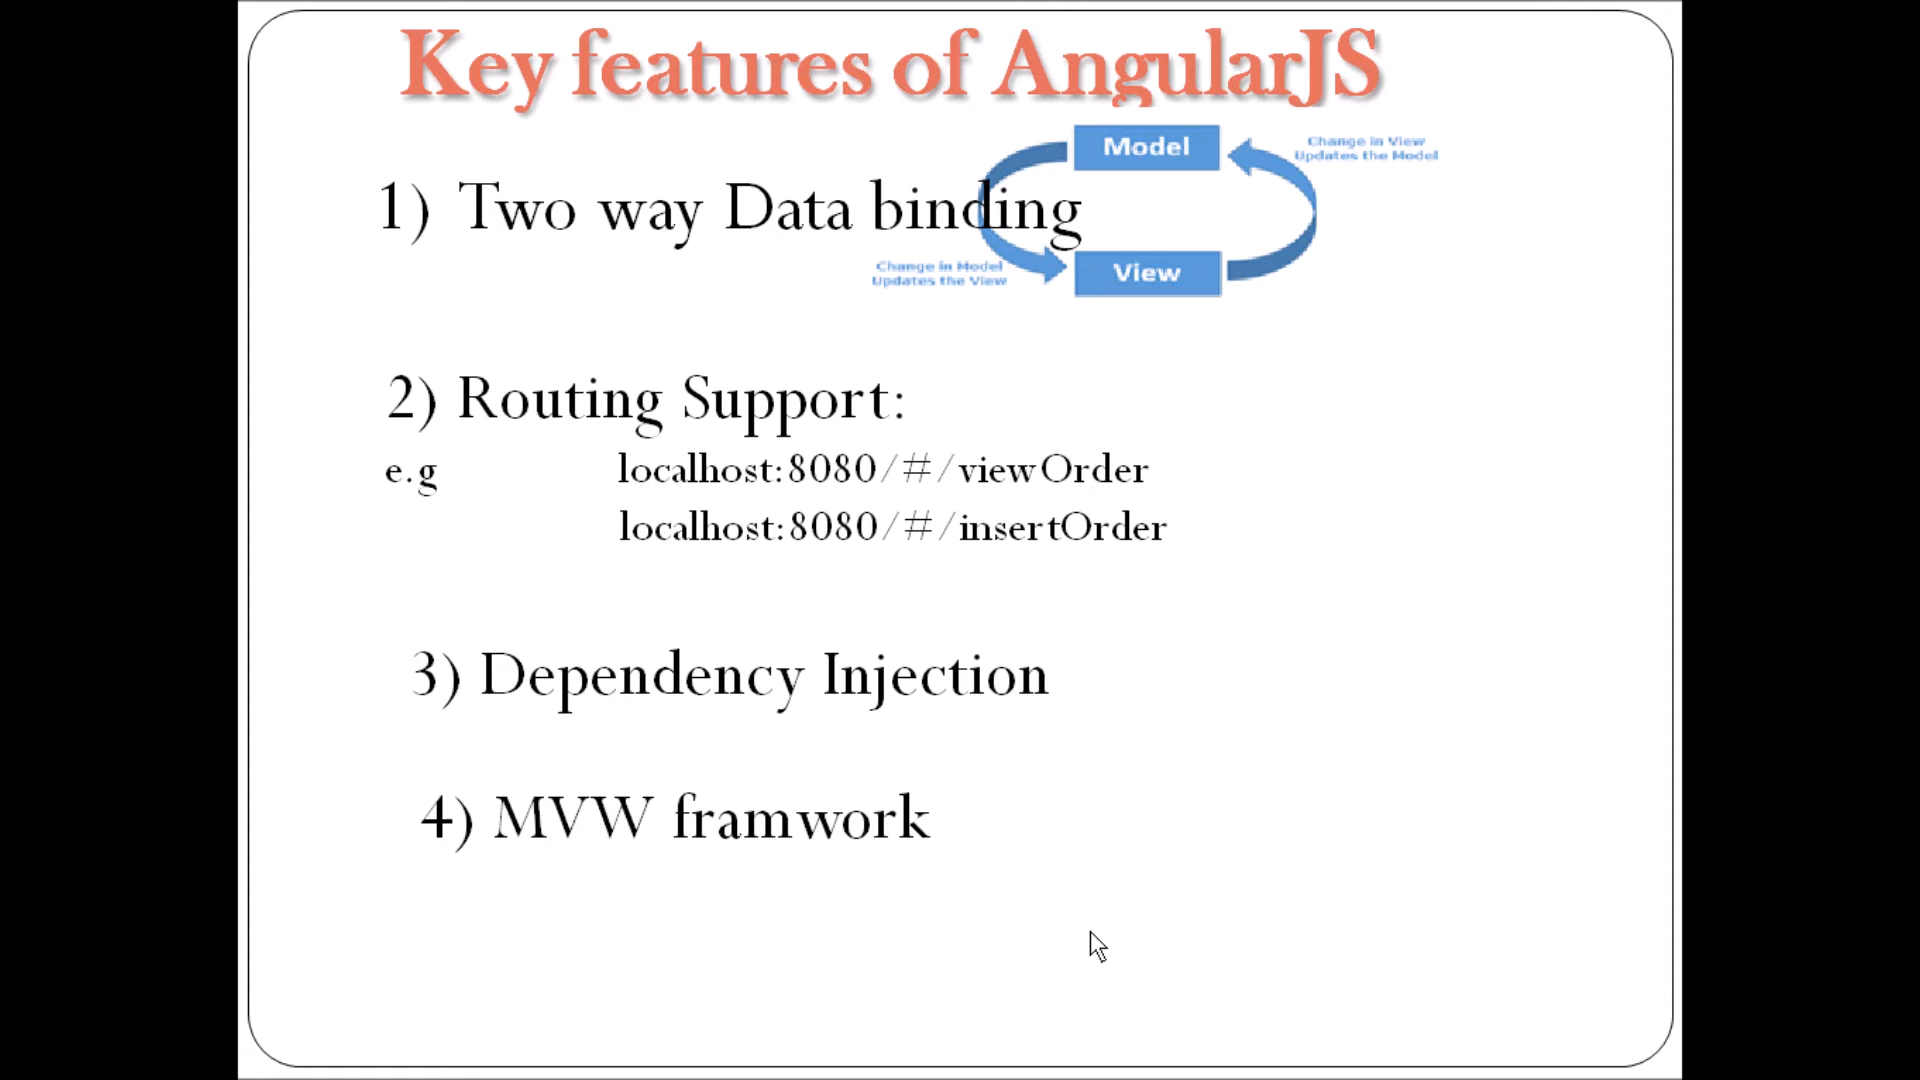 Key features of AngularJS
Model
Change in View
Updates the Model
1) Two way Data binding
Change in Model
Updates the View
View
2) Routing Support:
e.g localhost:8080/#/viewOrder
localhost:8080/#/insertOrder
3) Dependency Injection
4) MVW framwork